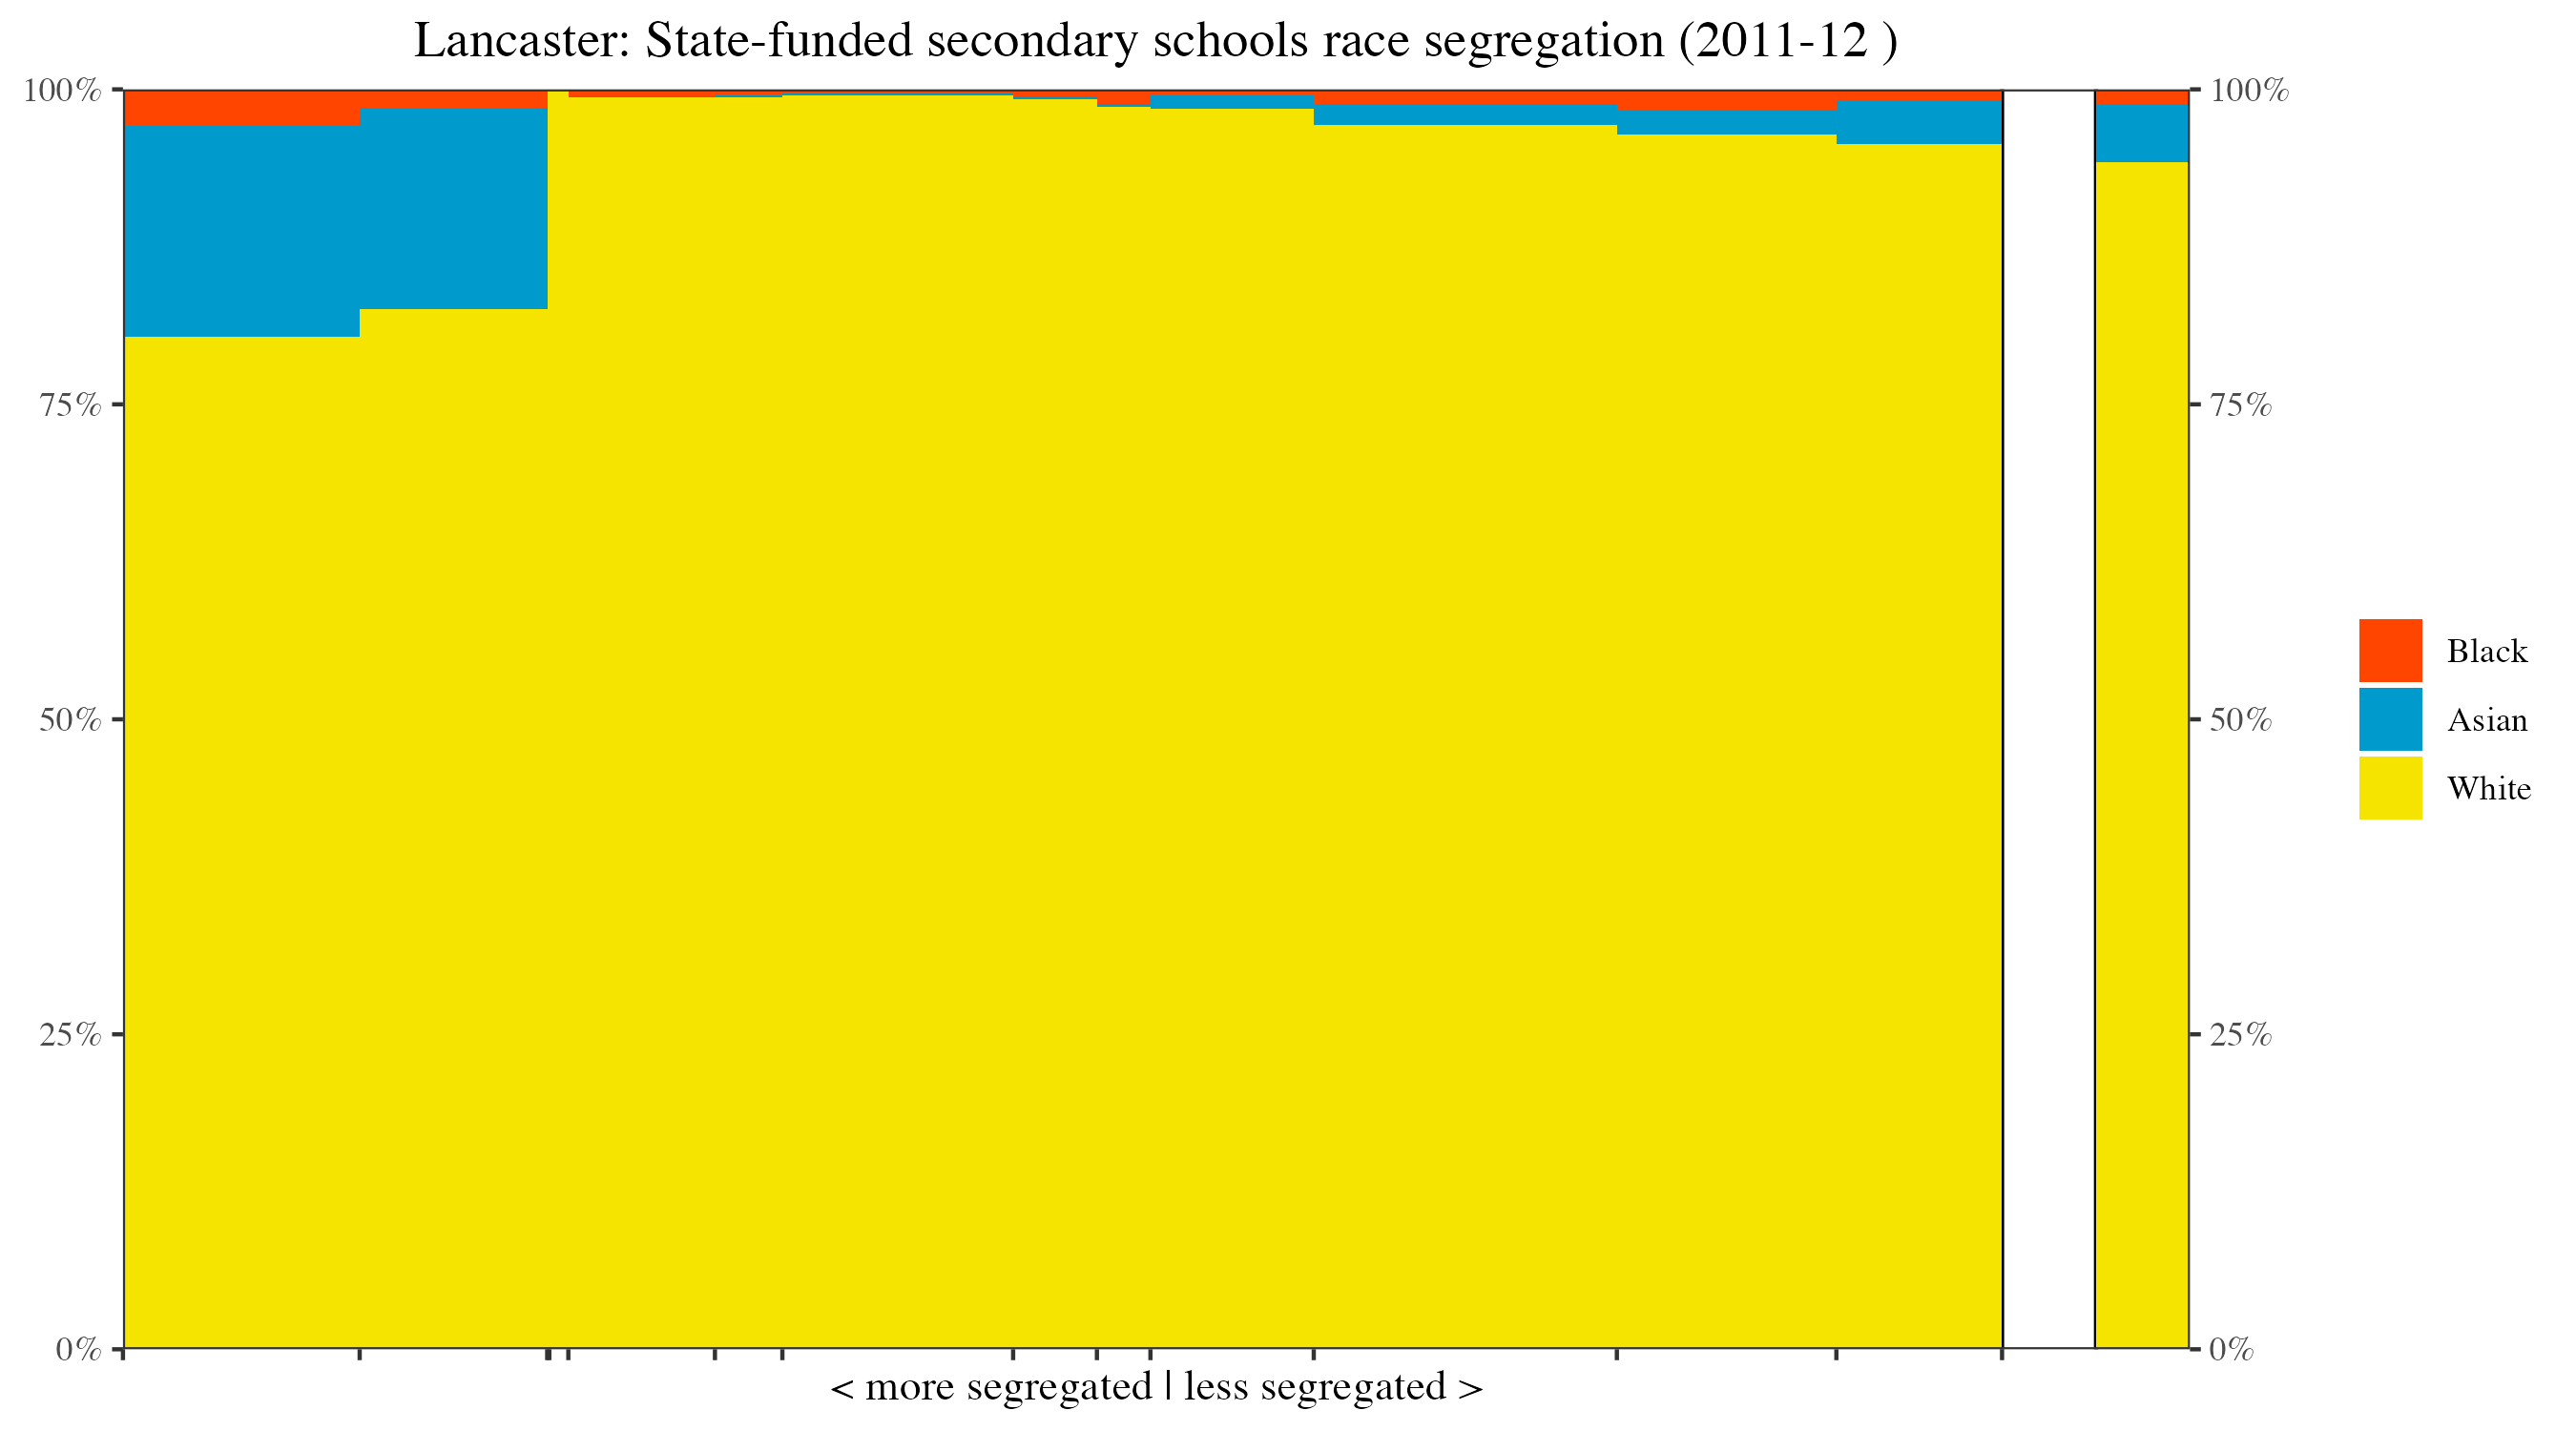 Lancaster: State-funded secondary schools race segregation (2011-12 )
100%
75%
50%
25%
0%
100%
75%
50%
25%
0%
Black
Asian
White
< more segregated | less segregated >